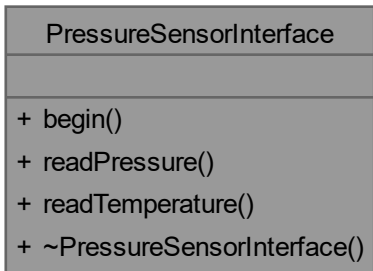 PressureSensorInterface
+ begin()
+ readPressure()
+ readTemperature()
+ ~PressureSensorInterface()